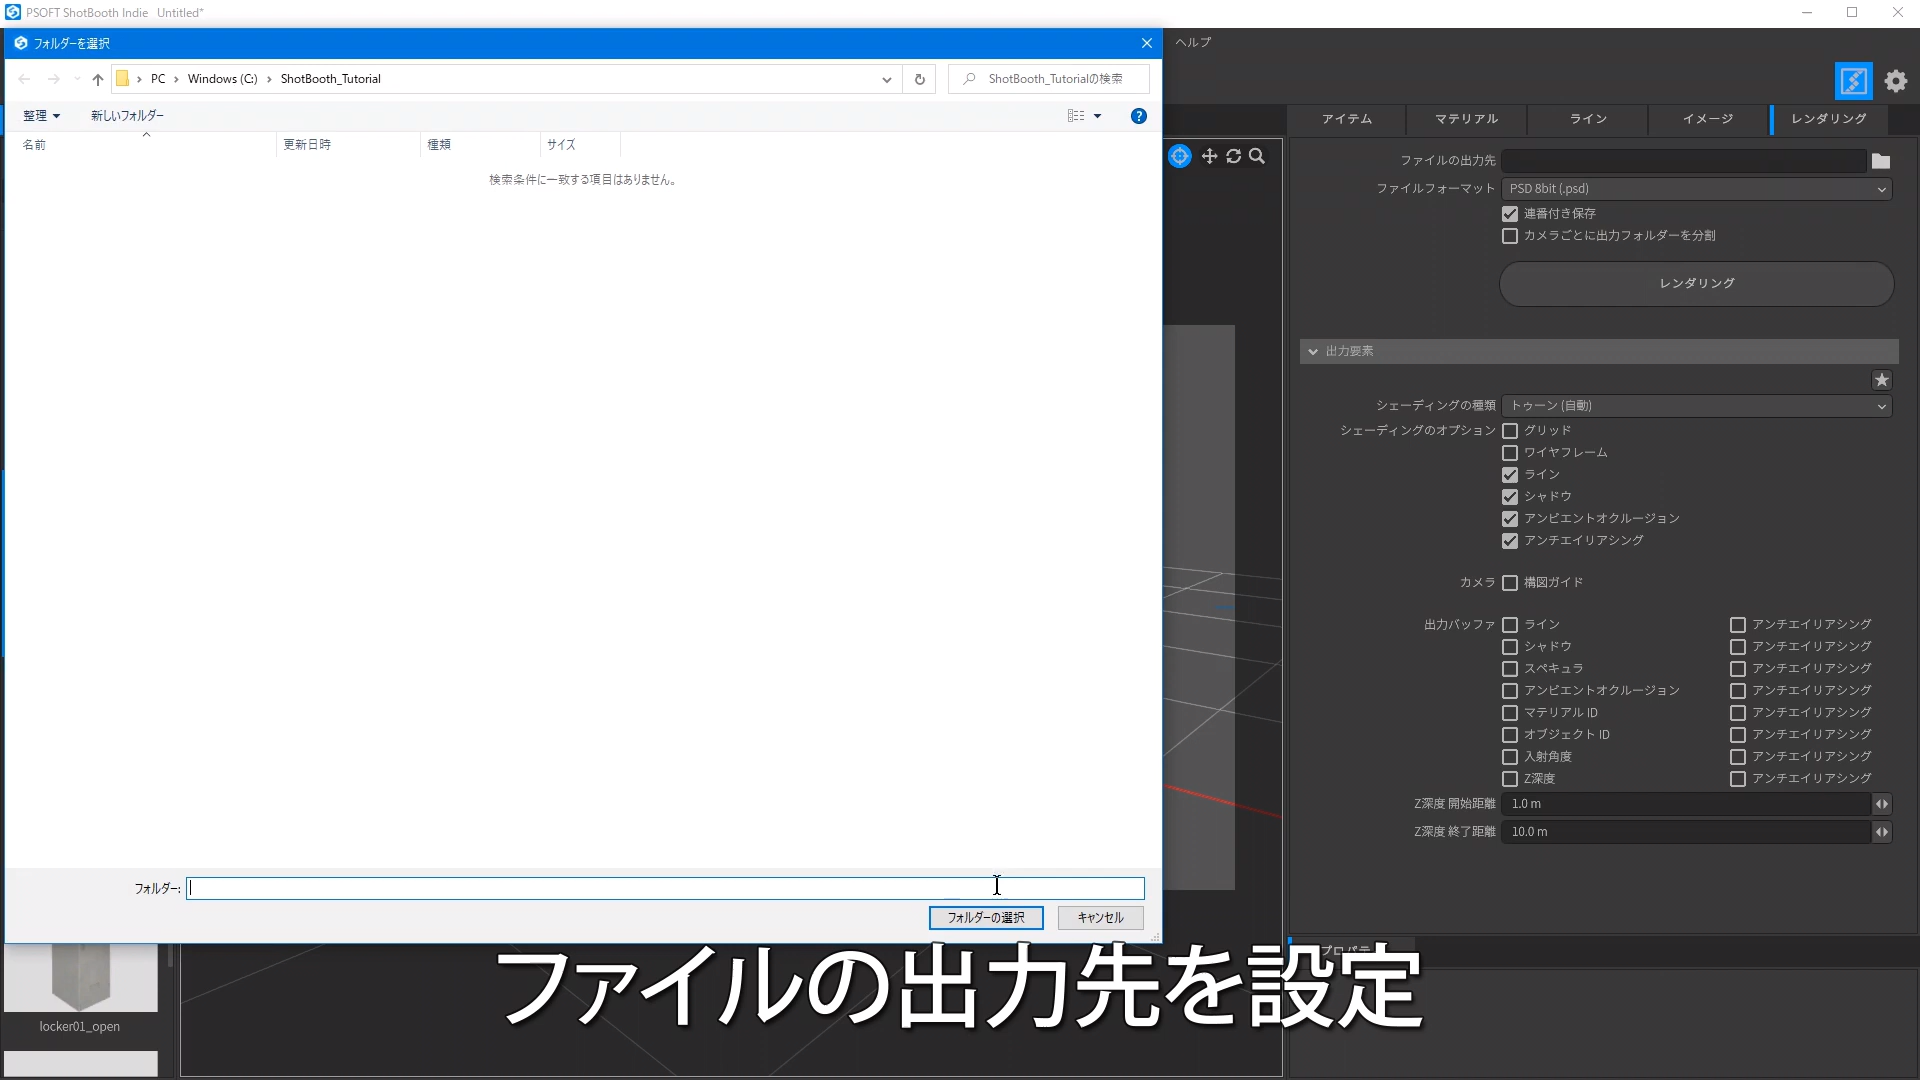 PSOFT ShotBooth Indie Untitled*
フォルダーを選択
ヘルプ
PC › Windows (C:) › ShotBooth_Tutorial
ShotBooth_Tutorialの検索
整理
新しいフォルダー
名前
更新日時
種類
サイズ
検索条件に一致する項目はありません。
フォルダー:
フォルダーの選択
キャンセル
アイテム
マテリアル
ライン
イメージ
レンダリング
ファイルの出力先
ファイルフォーマット PSD 8bit (.psd)
連番付き保存
カメラごとに出力フォルダーを分割
レンダリング
出力要素
シェーディングの種類 トゥーン (自動)
シェーディングのオプション グリッド
ワイヤフレーム
ライン
シャドウ
アンビエントオクルージョン
アンチエイリアシング
カメラ 構図ガイド
出力バッファ ライン アンチエイリアシング
シャドウ アンチエイリアシング
スペキュラ アンチエイリアシング
アンビエントオクルージョン アンチエイリアシング
マテリアル ID アンチエイリアシング
オブジェクト ID アンチエイリアシング
入射角度 アンチエイリアシング
Z深度 アンチエイリアシング
Z深度 開始距離 1.0 m
Z深度 終了距離 10.0 m
locker01_open
ファイルの出力先を設定